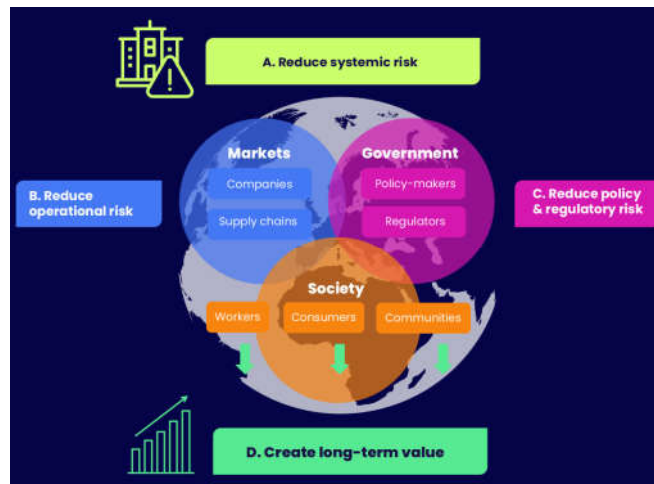 A. Reduce systemic risk
Markets
Government
Companies
Policy-makers
B. Reduce
operational risk
C. Reduce policy
& regulatory risk
Supply chains
Regulators
Society
Workers
Consumers
Communities
D. Create long-term value